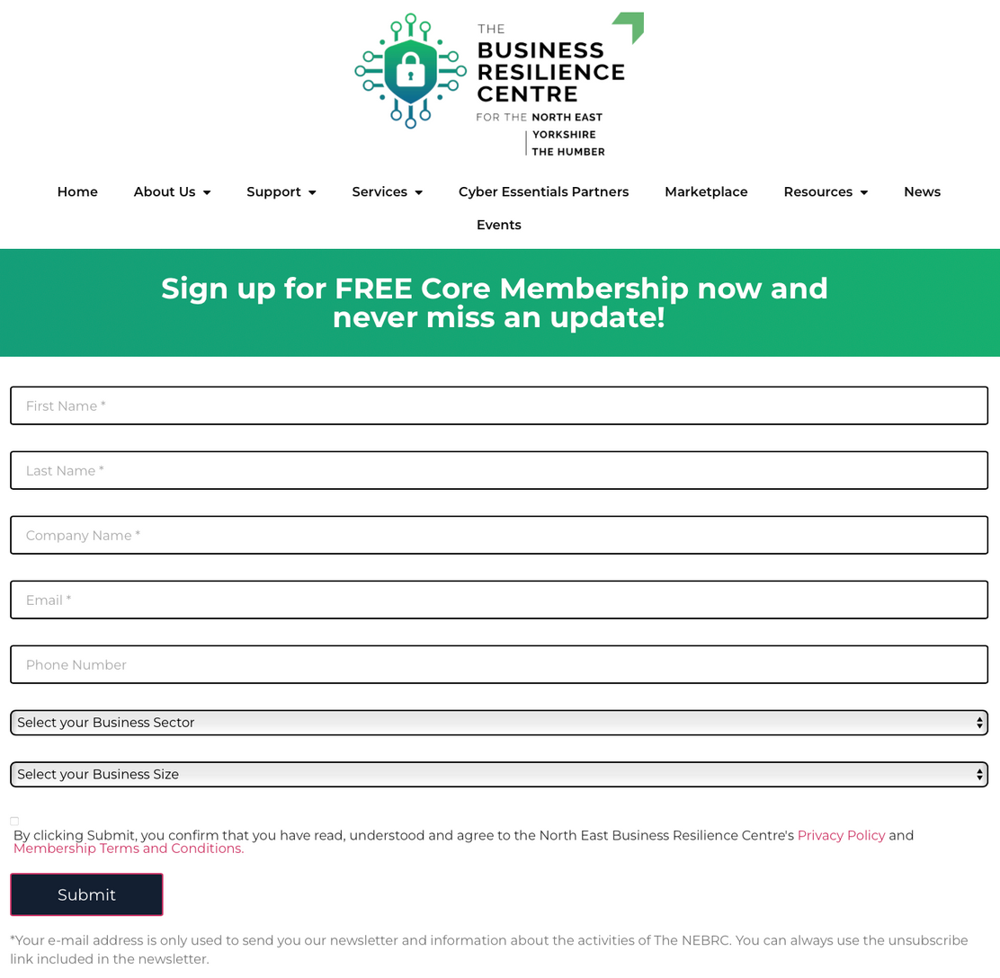 THE
BUSINESS
RESILIENCE
CENTRE
FOR THE NORTH EAST
YORKSHIRE
THE HUMBER
Home About Us Support Services Cyber Essentials Partners Marketplace Resources News
Events
Sign up for FREE Core Membership now and
never miss an update!
First Name *
Last Name *
Company Name *
Email *
Phone Number
Select your Business Sector
Select your Business Size
By clicking Submit, you confirm that you have read, understood and agree to the North East Business Resilience Centre's Privacy Policy and
Membership Terms and Conditions.
Submit
*Your e-mail address is only used to send you our newsletter and information about the activities of The NEBRC. You can always use the unsubscribe
link included in the newsletter.